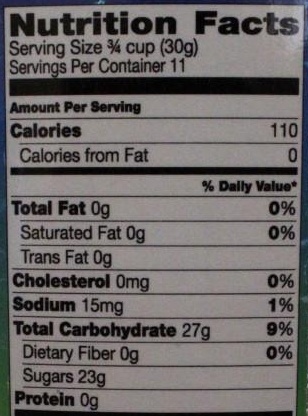 Nutrition Facts
Serving Size ¾ cup (30g)
Servings Per Container 11
Amount Per Serving
Calories 110
Calories from Fat 0
% Daily Value*
Total Fat 0g 0%
Saturated Fat 0g 0%
Trans Fat 0g
Cholesterol 0mg 0%
Sodium 15mg 1%
Total Carbohydrate 27g 9%
Dietary Fiber 0g 0%
Sugars 23g
Protein 0g